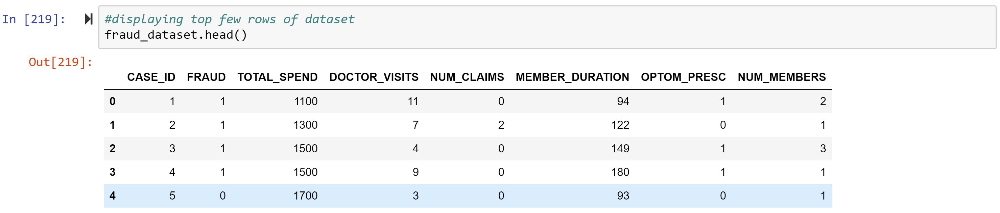 In [219]: #displaying top few rows of dataset
fraud_dataset.head()
Out[219]:
CASE_ID FRAUD TOTAL_SPEND DOCTOR_VISITS NUM_CLAIMS MEMBER_DURATION OPTOM_PRESC NUM_MEMBERS
0 1 1 1100 11 0 94 1 2
1 2 1 1300 7 2 122 0 1
2 3 1 1500 4 0 149 1 3
3 4 1 1500 9 0 180 1 1
4 5 0 1700 3 0 93 0 1